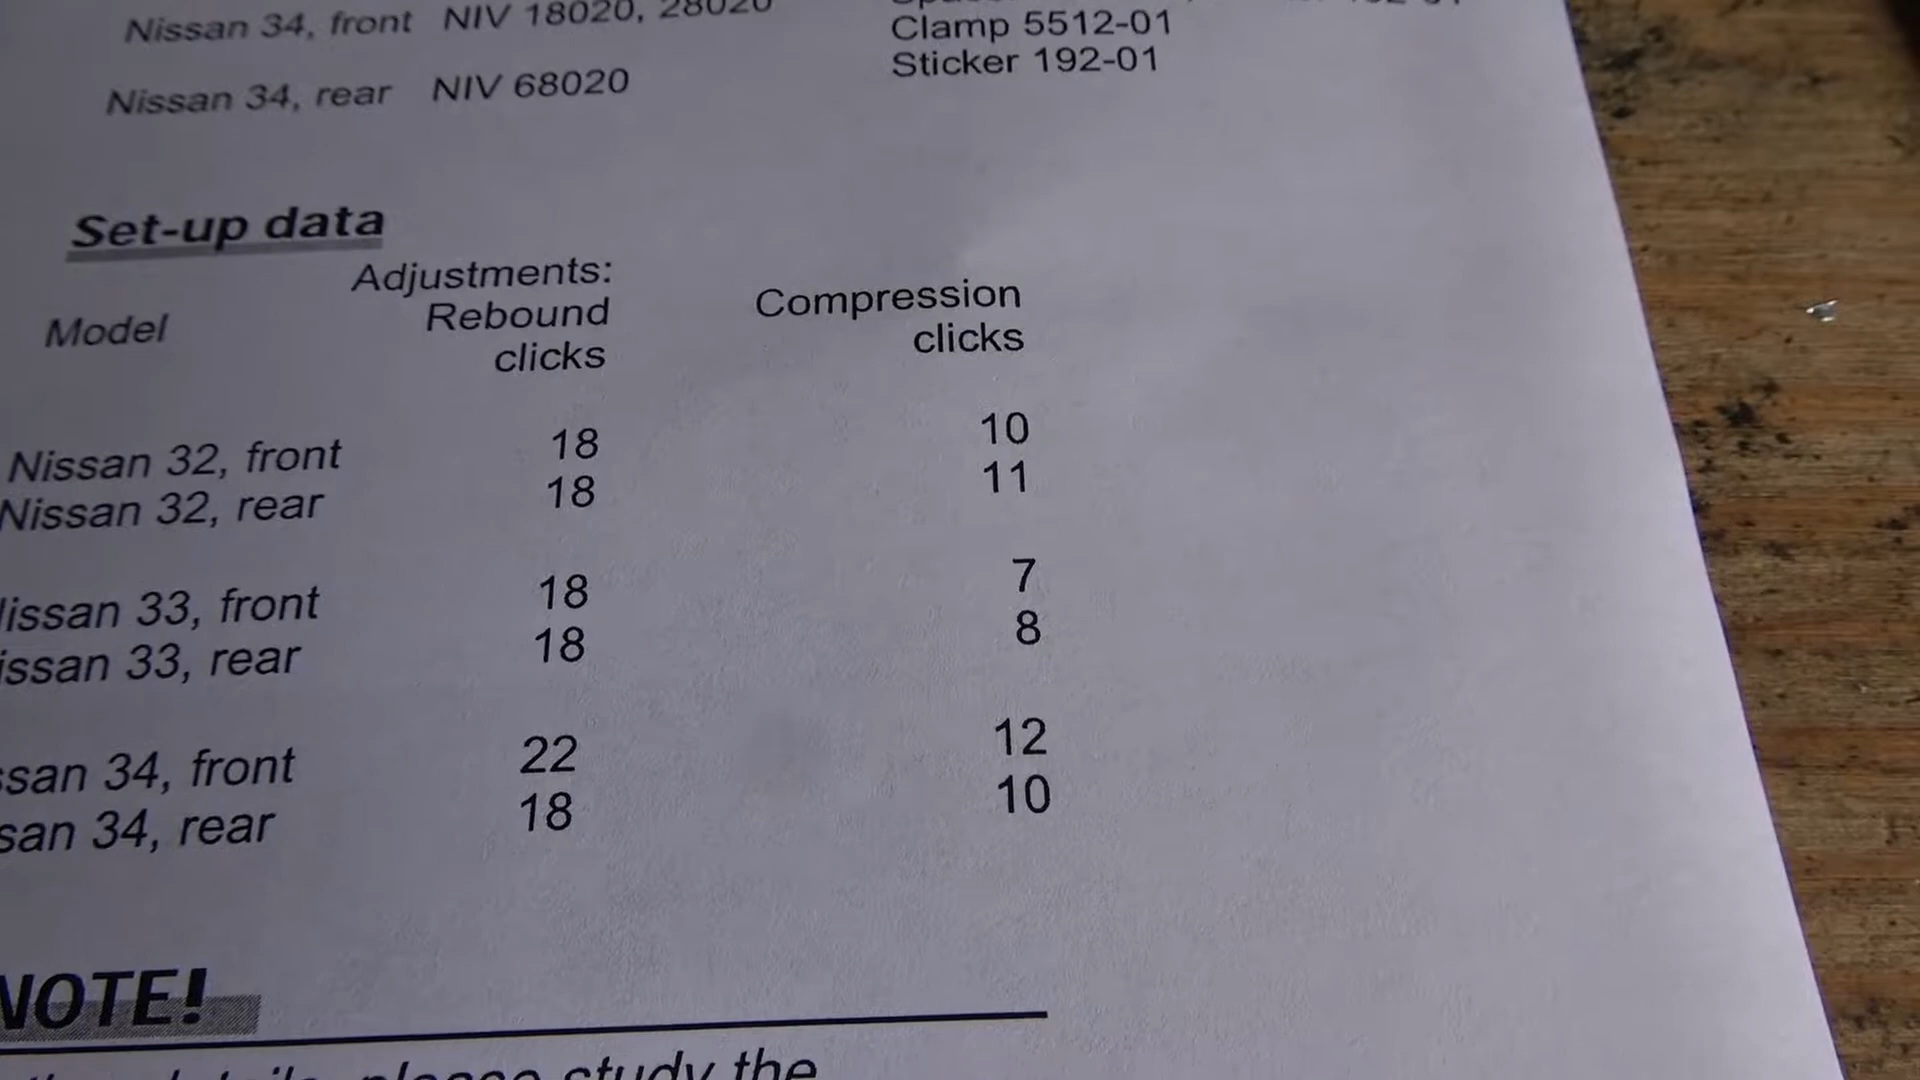 Nissan 34, front NIV 18020, 28020
Clamp 5512-01
Sticker 192-01
Nissan 34, rear NIV 68020
Set-up data
Adjustments:
Model Rebound clicks Compression clicks
Nissan 32, front 18 10
Nissan 32, rear 18 11
issan 33, front 18 7
issan 33, rear 18 8
ssan 34, front 22 12
san 34, rear 18 10
NOTE!
please study the